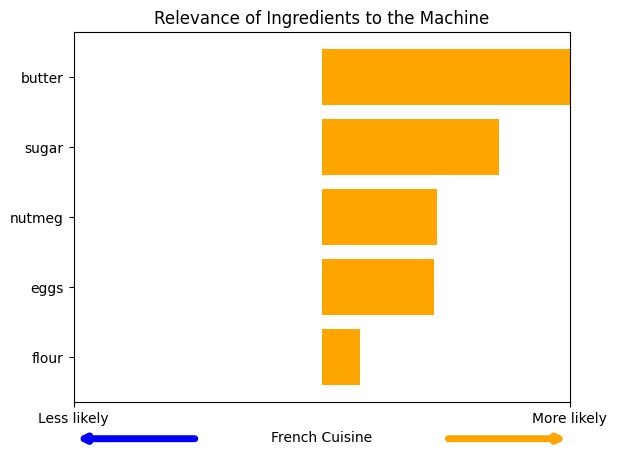 Relevance of Ingredients to the Machine
butter
sugar
nutmeg
eggs
flour
Less likely
More likely
French Cuisine